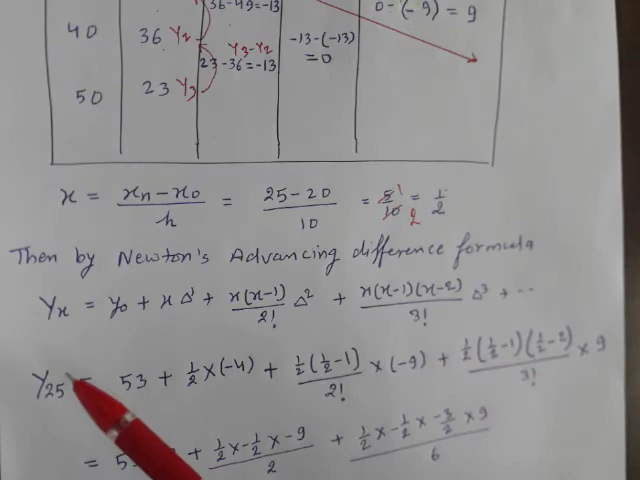 36-49=-13 0-(-9) = 9
40 36 Y₂ -13-(-13)
Y₃-Y₂ =0
50 23 Y₃ 23-36=-13
x = (xn-x0)/h = (25-20)/10 = 5/10 = 1/2
Then by Newton's Advancing difference formula
Yx = y0 + xΔ¹ + x(x-1)/2! Δ² + x(x-1)(x-2)/3! Δ³ + ..
Y25 = 53 + 1/2×(-4) + 1/2(1/2-1)/2! ×(-9) + 1/2(1/2-1)(1/2-2)/3! ×9
= + 1/2×-1/2×-9/2 + 1/2×-1/2×-3/2×9/6